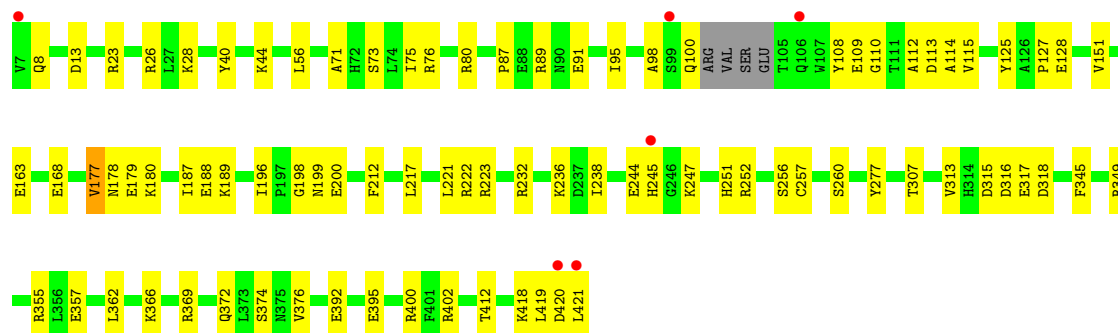 V7 Q8 D13 R23 R26 L27 K28 Y40 K44 L56 A71 H72 S73 L74 I75 R76 R80 P87 E88 R89 N90 E91 I95 A98 S99 Q100 ARG VAL SER GLU T105 Q106 W107 Y108 E109 G110 T111 A112 D113 A114 V115 Y125 A126 P127 E128 V151
E163 E168 V177 N178 E179 K180 I187 E188 K189 I196 P197 G198 N199 E200 F212 L217 L221 R222 R223 R232 K236 D237 I238 E244 H245 G246 K247 H251 R252 S256 C257 S260 Y277 T307 V313 H314 D315 D316 E317 D318 F345
R355 L356 E357 L362 K366 R369 Q372 L373 S374 N375 V376 E392 E395 R400 F401 R402 T412 K418 L419 D420 L421